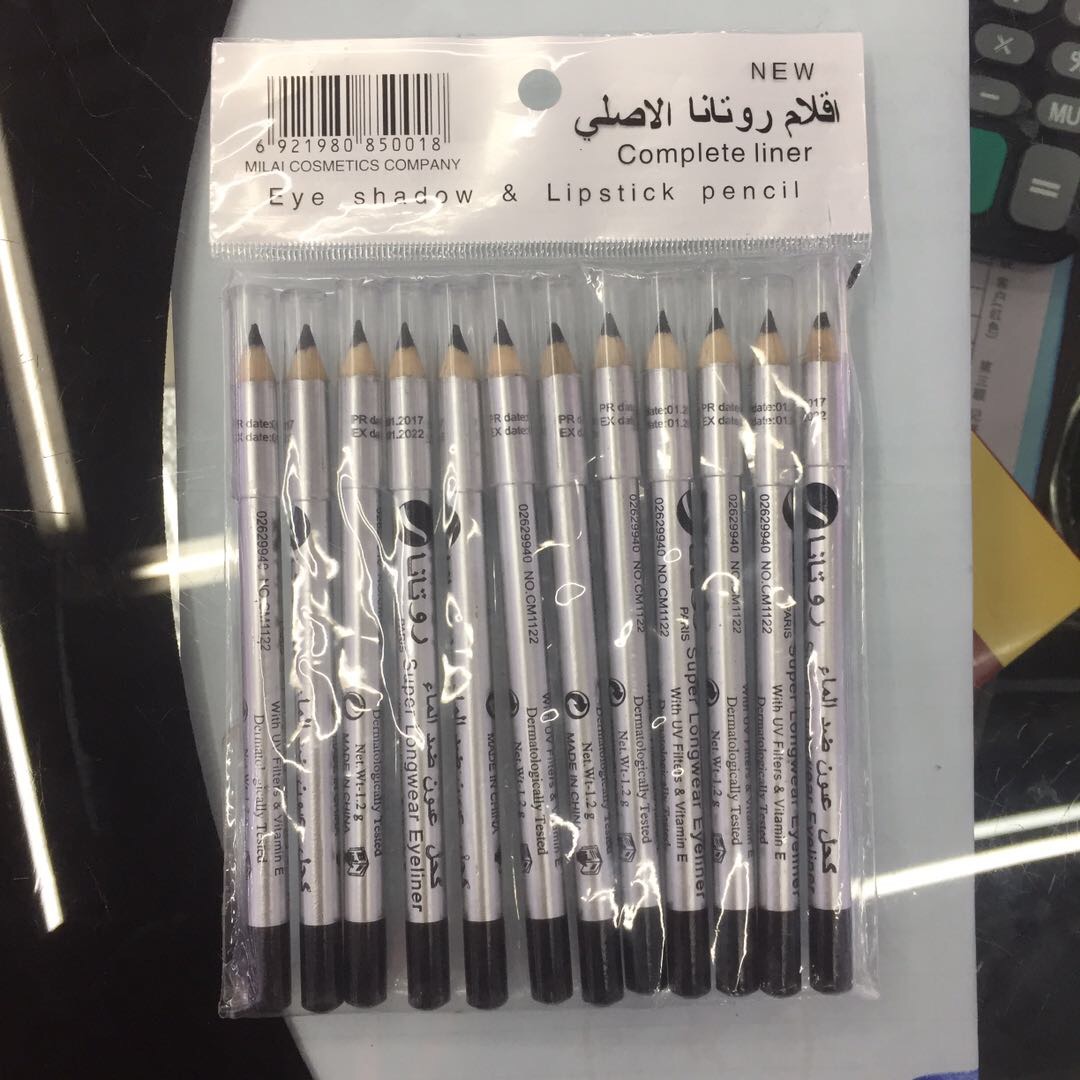 NEW
اقلام روتانا الاصلي
Complete liner
6 921980 850018
MILAI COSMETICS COMPANY
Eye shadow & Lipstick pencil
PR date:01.2017
EX date:01.2022
02629940 NO.CM1122
روتانا
PARIS
كحل عيون ضد الماء
Super Longwear Eyeliner
With UV Filters & Vitamin E
Dermatologically Tested
Net.Wt-1.2 g
MADE IN CHINA
MU
=
×
−